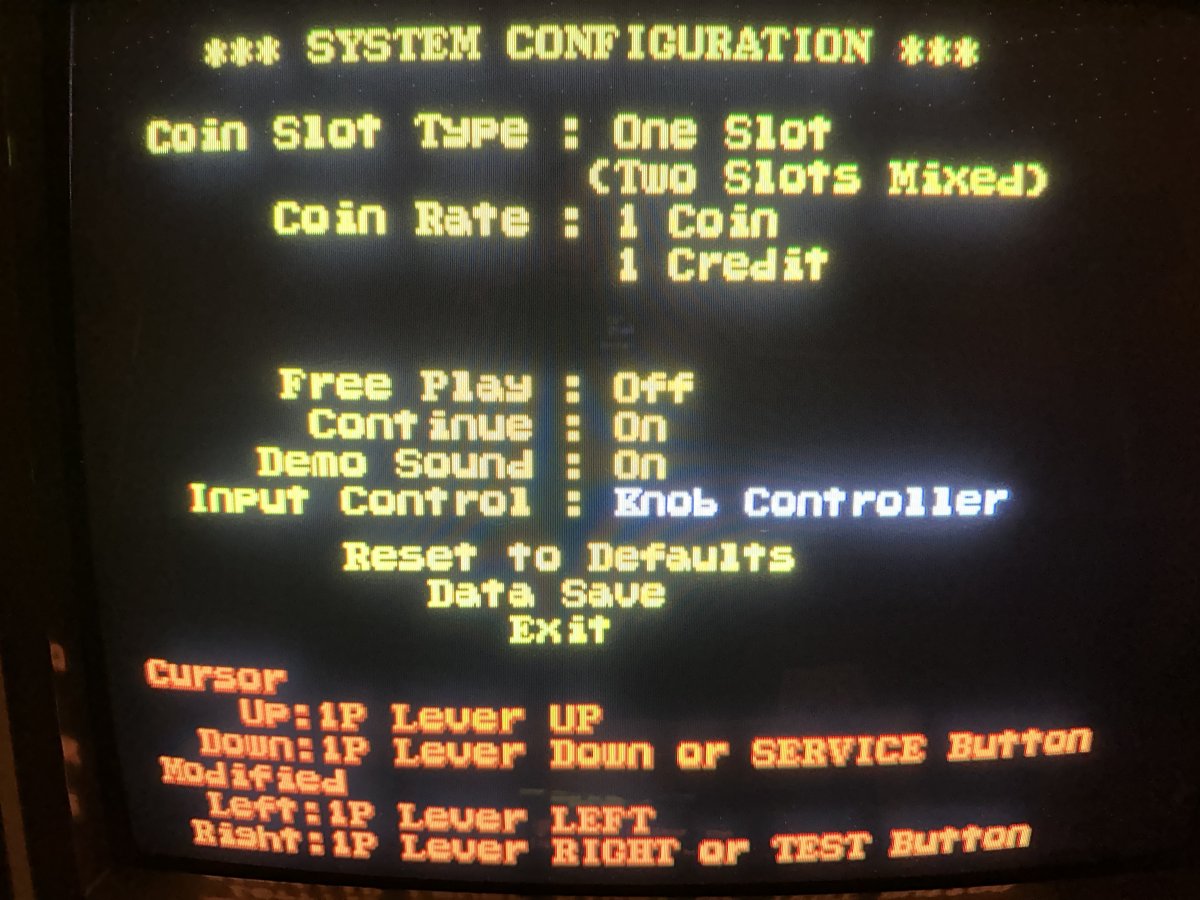 *** SYSTEM CONFIGURATION ***
Coin Slot Type : One Slot
(Two Slots Mixed)
Coin Rate : 1 Coin
1 Credit
Free Play : Off
Continue : On
Demo Sound : On
Input Control : Knob Controller
Reset to Defaults
Data Save
Exit
Cursor
Up:1P Lever UP
Down:1P Lever Down or SERVICE Button
Modified
Left:1P Lever LEFT
Right:1P Lever RIGHT or TEST Button